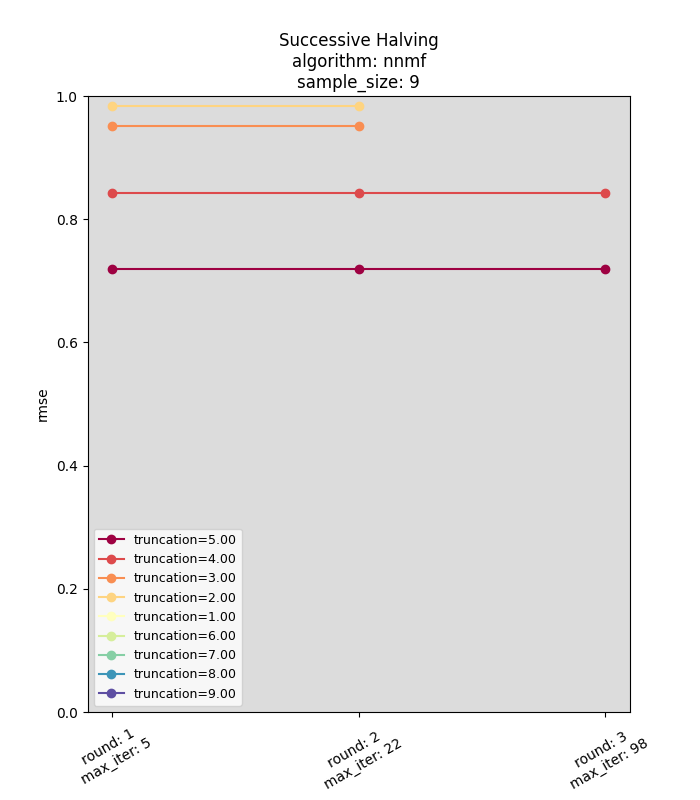 Successive Halving
algorithm: nnmf
sample_size: 9
1.0
0.8
0.6
0.4
0.2
0.0
rmse
truncation=5.00
truncation=4.00
truncation=3.00
truncation=2.00
truncation=1.00
truncation=6.00
truncation=7.00
truncation=8.00
truncation=9.00
round: 1
max_iter: 5
round: 2
max_iter: 22
round: 3
max_iter: 98